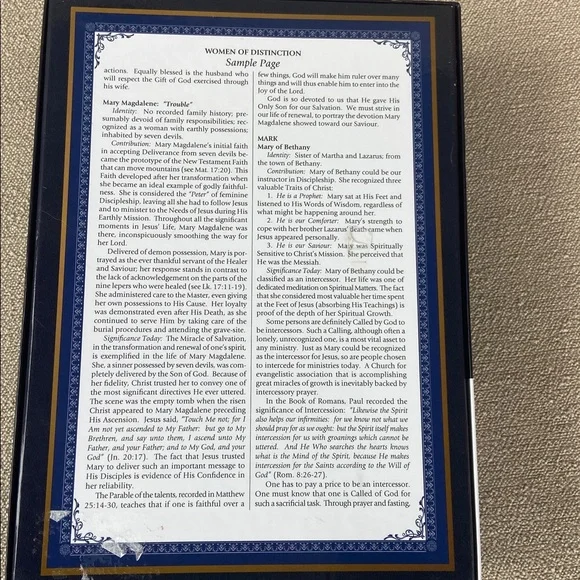 WOMEN OF DISTINCTION
Sample Page
actions. Equally blessed is the husband who
will respect the Gift of God exercised through
his wife.
Mary Magdalene: "Trouble"
Identity: No recorded family history; pre-
sumably devoid of family responsibilities; rec-
ognized as a woman with earthly possessions;
inhabited by seven devils.
Contribution: Mary Magdalene's initial faith
in accepting Deliverance from seven devils be-
came the prototype of the New Testament Faith
that can move mountains (see Mat. 17:20). This
Faith developed after her transformation when
she became an ideal example of godly faithful-
ness. She is considered the "Peter" of feminine
Discipleship, leaving all she had to follow Jesus
and to minister to the Needs of Jesus during His
Earthly Mission. Throughout all the significant
moments in Jesus' Life, Mary Magdalene was
there, inconspicuously smoothing the way for
her Lord.
Delivered of demon possession, Mary is por-
trayed as the ever thankful servant of the Healer
and Saviour; her response stands in contrast to
the lack of acknowledgement on the parts of the
nine lepers who were healed (see Lk. 17:11-19).
She administered care to the Master, even giving
her own possessions to His Cause. Her loyalty
was demonstrated even after His Death, as she
continued to serve Him by taking care of the
burial procedures and attending the grave-site.
Significance Today: The Miracle of Salvation,
in the transformation and renewal of one's spirit,
is exemplified in the life of Mary Magdalene.
She, a sinner possessed by seven devils, was com-
pletely delivered by the Son of God. Because of
her fidelity, Christ trusted her to convey one of
the most significant directives He ever uttered.
The scene was the empty tomb when the risen
Christ appeared to Mary Magdalene preceding
His Ascension. Jesus said, "Touch Me not; for I
Am not yet ascended to My Father: but go to My
Brethren, and say unto them, I ascend unto My
Father, and your Father; and to My God, and your
God" (Jn. 20:17). The fact that Jesus trusted
Mary to deliver such an important message to
His Disciples is evidence of His Confidence in
her reliability.
The Parable of the talents, recorded in Matthew
25:14-30, teaches that if one is faithful over a
few things, God will make him ruler over many
things and will thus enable him to enter into the
Joy of the Lord.
God is so devoted to us that He gave His
Only Son for our Salvation. We must strive in
our life of renewal, to portray the devotion Mary
Magdalene showed toward our Saviour.
MARK
Mary of Bethany
Identity: Sister of Martha and Lazarus; from
the town of Bethany.
Contribution: Mary of Bethany could be our
instructor in Discipleship. She recognized three
valuable Traits of Christ:
1. He is a Prophet: Mary sat at His Feet and
listened to His Words of Wisdom, regardless of
what might be happening around her.
2. He is our Comforter: Mary's strength to
cope with her brother Lazarus' death came when
Jesus appeared personally.
3. He is our Saviour: Mary was Spiritually
Sensitive to Christ's Mission. She perceived that
He was the Messiah.
Significance Today: Mary of Bethany could be
classified as an intercessor. Her life was one of
dedicated meditation on Spiritual Matters. The fact
that she considered most valuable her time spent
at the Feet of Jesus (absorbing His Teachings) is
proof of the depth of her Spiritual Growth.
Some persons are definitely Called by God to
be intercessors. Such a Calling, although often a
lonely, unrecognized one, is a most vital asset to
any ministry. Just as Mary could be recognized
as the intercessor for Jesus, so are people chosen
to intercede for ministries today. A Church for
evangelistic association that is accomplishing
great miracles of growth is inevitably backed by
intercessory prayer.
In the Book of Romans, Paul recorded the
significance of Intercession: "Likewise the Spirit
also helps our infirmities: for we know not what we
should pray for as we ought: but the Spirit itself makes
intercession for us with groanings which cannot be
uttered. And He Who searches the hearts knows
what is the Mind of the Spirit, because He makes
intercession for the Saints according to the Will of
God" (Rom. 8:26-27).
One has to pay a price to be an intercessor.
One must know that one is Called of God for
such a sacrificial task. Through prayer and fasting,